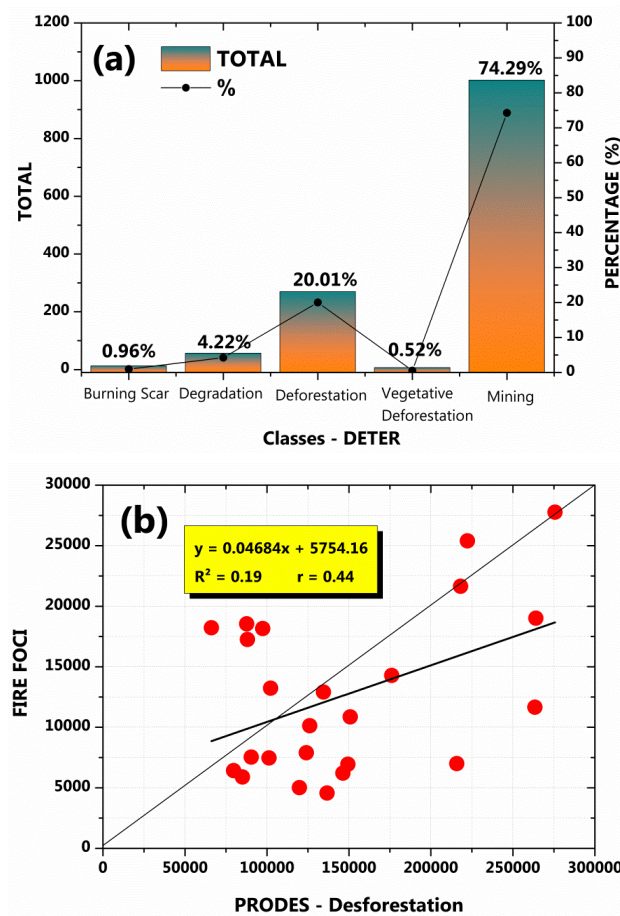 (a)
TOTAL
%
1200
1000
800
600
400
200
0
TOTAL
100
90
80
70
60
50
40
30
20
10
0
PERCENTAGE (%)
0.96%
4.22%
20.01%
0.52%
74.29%
Burning Scar
Degradation
Deforestation
Vegetative
Deforestation
Mining
Classes - DETER
(b)
y = 0.04684x + 5754.16
R² = 0.19 r = 0.44
30000
25000
20000
15000
10000
5000
0
FIRE FOCI
0 50000 100000 150000 200000 250000 300000
PRODES - Desforestation